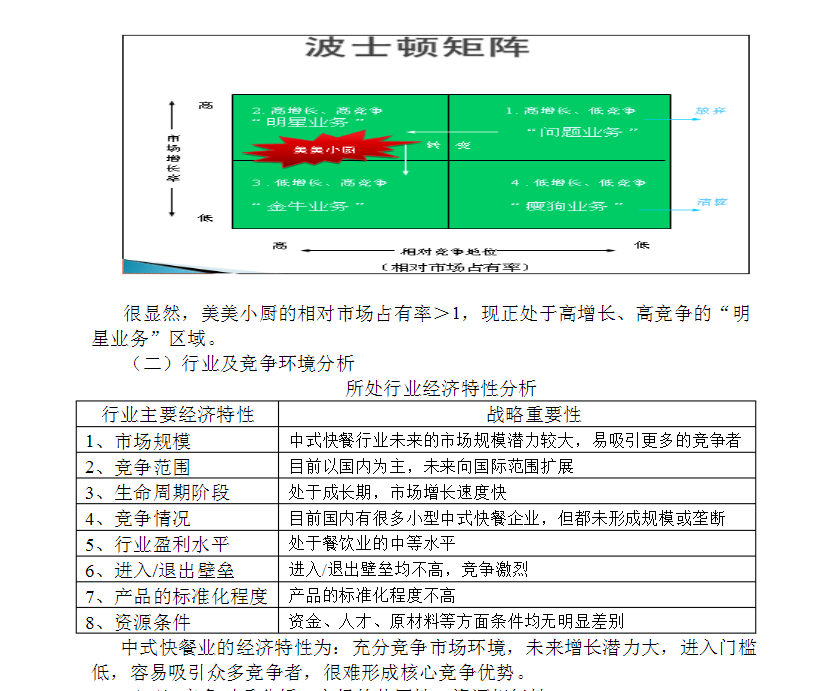 波士顿矩阵
高
2.高增长、高竞争
“明星业务”
1.高增长、低竞争
“问题业务”
放弃
美美小厨
转 变
市场增长率
3.低增长、高竞争
“金牛业务”
4.低增长、低竞争
“瘦狗业务”
清算
低
高
相对竞争地位
低
（相对市场占有率）
很显然，美美小厨的相对市场占有率＞1，现正处于高增长、高竞争的“明
星业务”区域。
（二）行业及竞争环境分析
所处行业经济特性分析
行业主要经济特性 战略重要性
1、市场规模 中式快餐行业未来的市场规模潜力较大，易吸引更多的竞争者
2、竞争范围 目前以国内为主，未来向国际范围扩展
3、生命周期阶段 处于成长期，市场增长速度快
4、竞争情况 目前国内有很多小型中式快餐企业，但都未形成规模或垄断
5、行业盈利水平 处于餐饮业的中等水平
6、进入/退出壁垒 进入/退出壁垒均不高，竞争激烈
7、产品的标准化程度 产品的标准化程度不高
8、资源条件 资金、人才、原材料等方面条件均无明显差别
中式快餐业的经济特性为：充分竞争市场环境，未来增长潜力大，进入门槛
低，容易吸引众多竞争者，很难形成核心竞争优势。